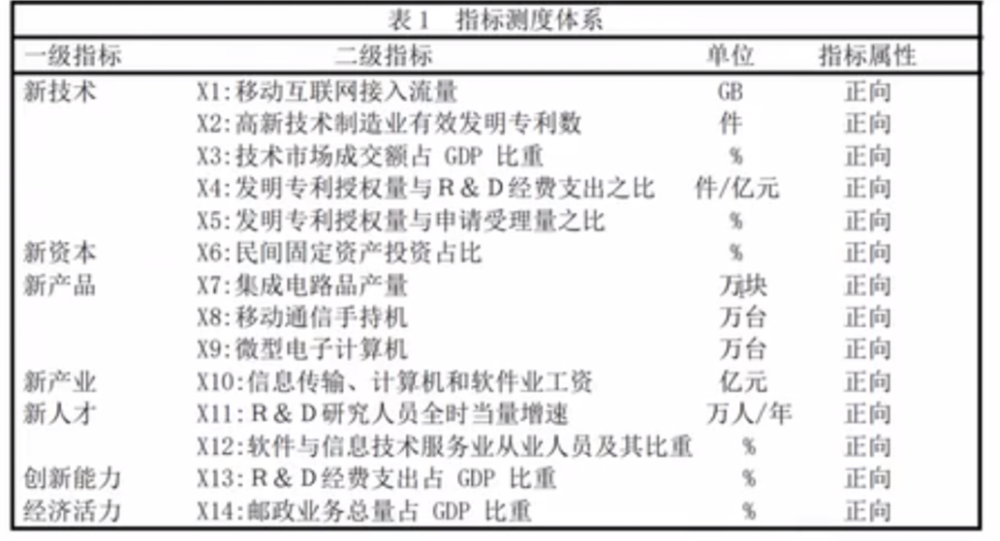 表1 指标测度体系
一级指标 二级指标 单位 指标属性
新技术 X1:移动互联网接入流量 GB 正向
X2:高新技术制造业有效发明专利数 件 正向
X3:技术市场成交额占 GDP 比重 % 正向
X4:发明专利授权量与R&D经费支出之比 件/亿元 正向
X5:发明专利授权量与申请受理量之比 % 正向
新资本 X6:民间固定资产投资占比 % 正向
新产品 X7:集成电路品产量 万块 正向
X8:移动通信手持机 万台 正向
X9:微型电子计算机 万台 正向
新产业 X10:信息传输、计算机和软件业工资 亿元 正向
新人才 X11:R&D研究人员全时当量增速 万人/年 正向
X12:软件与信息技术服务业从业人员及其比重 % 正向
创新能力 X13:R&D经费支出占 GDP 比重 % 正向
经济活力 X14:邮政业务总量占 GDP 比重 % 正向